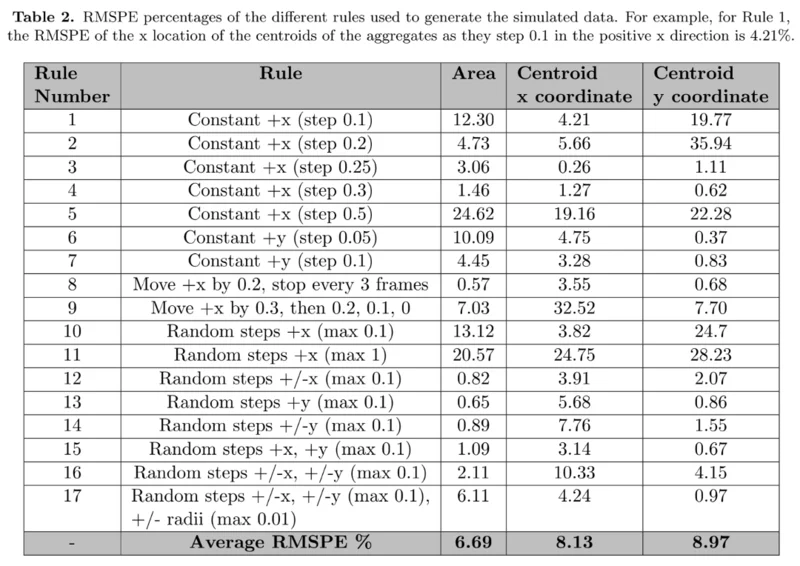 Table 2. RMSPE percentages of the different rules used to generate the simulated data. For example, for Rule 1,
the RMSPE of the x location of the centroids of the aggregates as they step 0.1 in the positive x direction is 4.21%.
Rule Number Rule Area Centroid x coordinate Centroid y coordinate
1 Constant +x (step 0.1) 12.30 4.21 19.77
2 Constant +x (step 0.2) 4.73 5.66 35.94
3 Constant +x (step 0.25) 3.06 0.26 1.11
4 Constant +x (step 0.3) 1.46 1.27 0.62
5 Constant +x (step 0.5) 24.62 19.16 22.28
6 Constant +y (step 0.05) 10.09 4.75 0.37
7 Constant +y (step 0.1) 4.45 3.28 0.83
8 Move +x by 0.2, stop every 3 frames 0.57 3.55 0.68
9 Move +x by 0.3, then 0.2, 0.1, 0 7.03 32.52 7.70
10 Random steps +x (max 0.1) 13.12 3.82 24.7
11 Random steps +x (max 1) 20.57 24.75 28.23
12 Random steps +/-x (max 0.1) 0.82 3.91 2.07
13 Random steps +y (max 0.1) 0.65 5.68 0.86
14 Random steps +/-y (max 0.1) 0.89 7.76 1.55
15 Random steps +x, +y (max 0.1) 1.09 3.14 0.67
16 Random steps +/-x, +/-y (max 0.1) 2.11 10.33 4.15
17 Random steps +/-x, +/-y (max 0.1), 6.11 4.24 0.97
+/- radii (max 0.01)
- Average RMSPE % 6.69 8.13 8.97